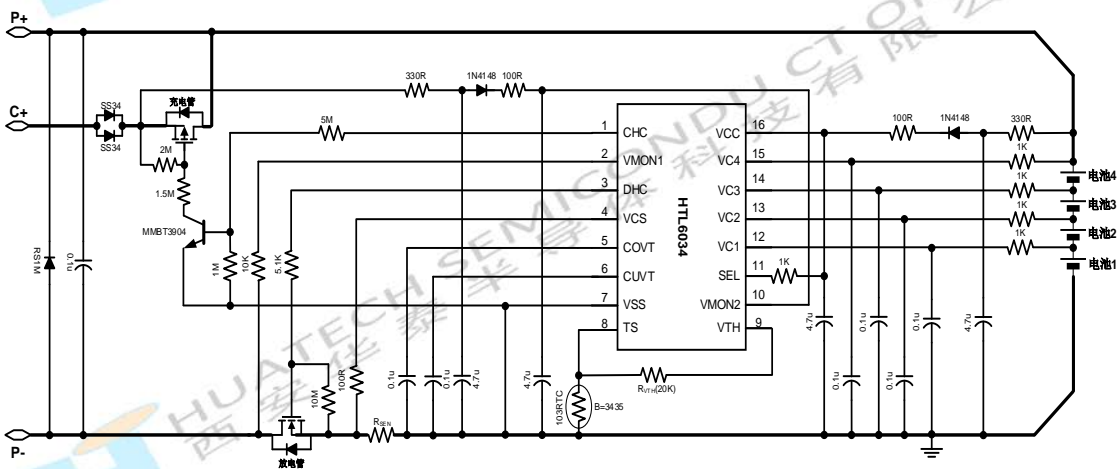 P+
C+
P-
SS34
SS34
充电管
2M
1.5M
MMBT3904
RS1M
0.1u
5M
330R
1N4148
100R
1M
10K
5.1K
100R
10M
RSEN
放电管
0.1u
0.1u
4.7u
4.7u
1 CHC
2 VMON1
3 DHC
4 VCS
5 COVT
6 CUVT
7 VSS
8 TS
HTL6034
VCC 16
VC4 15
VC3 14
VC2 13
VC1 12
SEL 11
VMON2 10
VTH 9
RVTH(20K)
103RTC
B=3435
100R
1N4148
330R
1K
1K
1K
1K
1K
电池4
电池3
电池2
电池1
4.7u
0.1u
0.1u
0.1u
0.1u
4.7u
HUATECH SEMICONDUCTOR
西安华泰半导体科技有限公